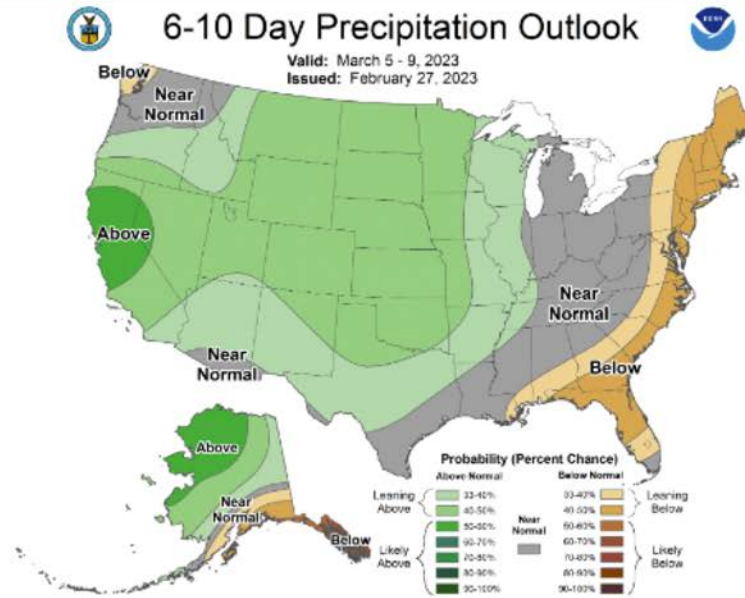 6-10 Day Precipitation Outlook
Valid: March 5 - 9, 2023
Issued: February 27, 2023
Below
Near
Normal
Above
Near
Normal
Near
Normal
Below
Above
Near
Normal
Below
Probability (Percent Chance)
Above Normal
Below Normal
Leaning
Above
33-40%
40-50%
Likely
Above
50-60%
60-70%
70-80%
80-90%
90-100%
Near
Normal
33-40%
40-50%
Leaning
Below
50-60%
60-70%
70-80%
80-90%
90-100%
Likely
Below